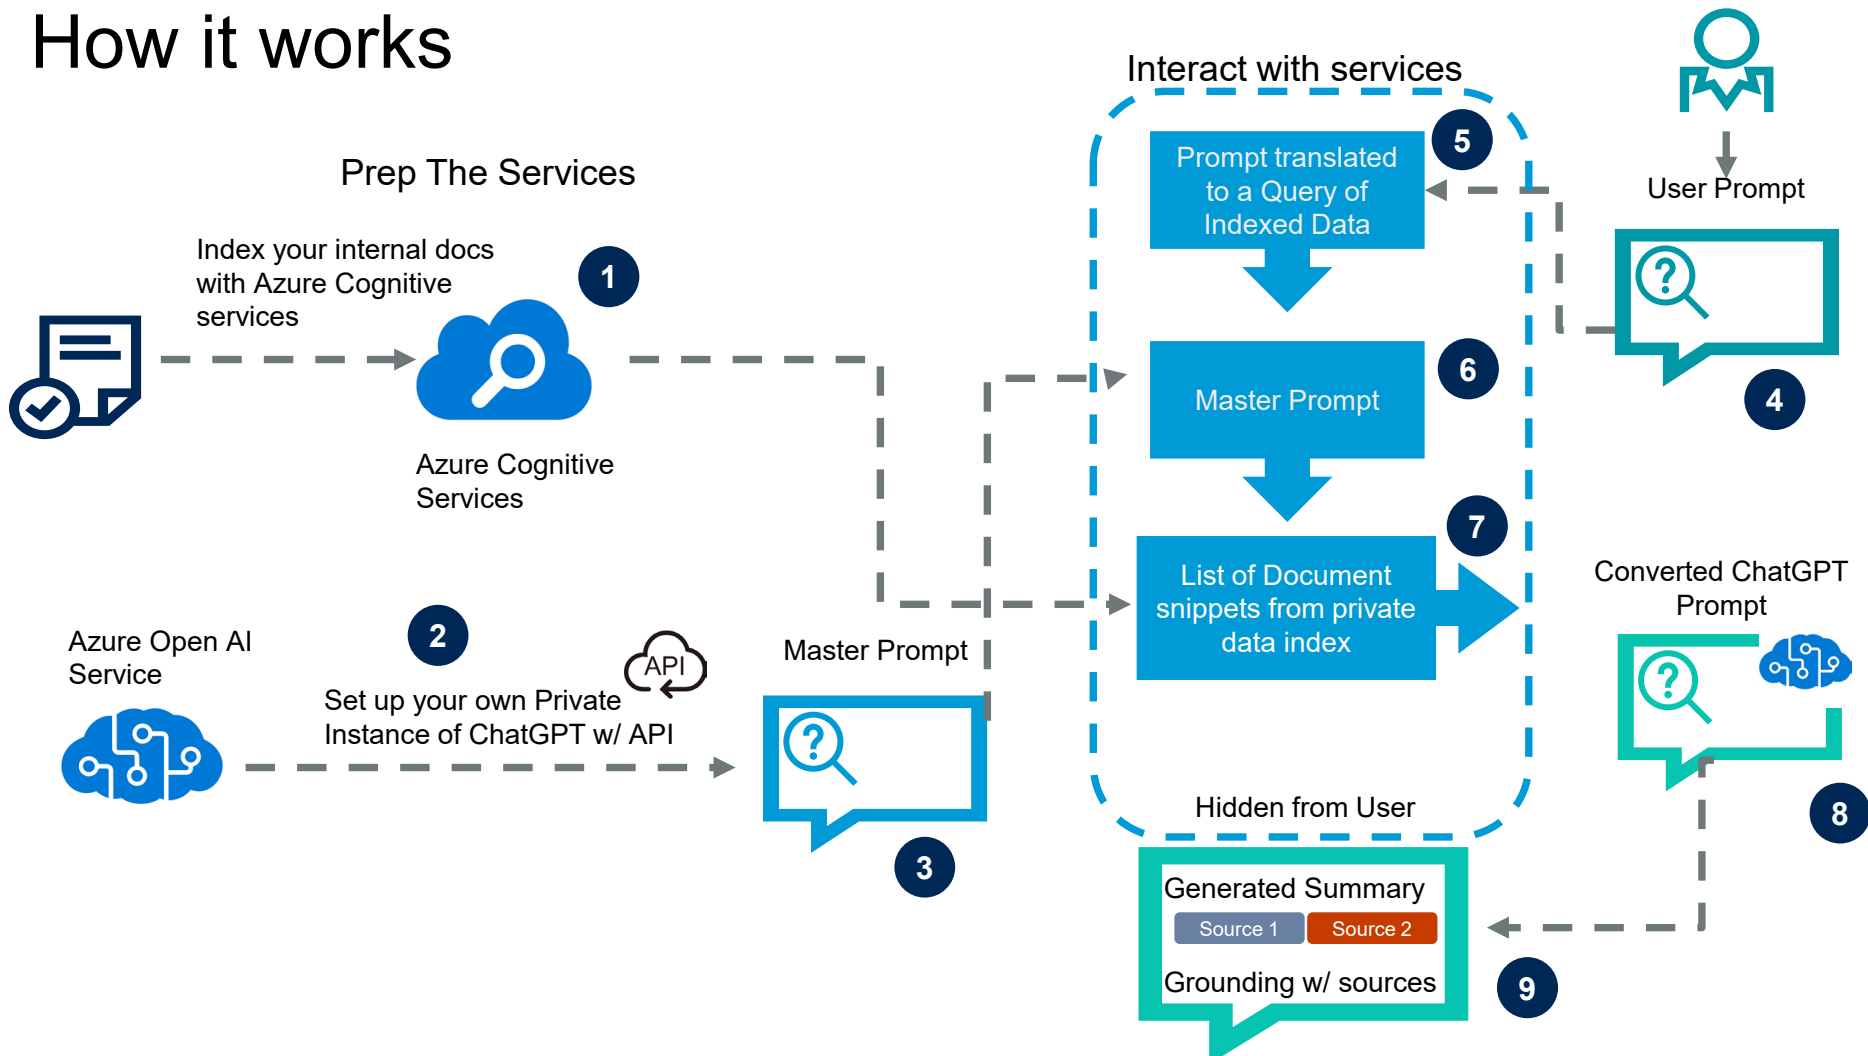 How it works
Prep The Services
Index your internal docs
with Azure Cognitive
services
1
Azure Cognitive
Services
Azure Open AI
Service
2
Set up your own Private
Instance of ChatGPT w/ API
API
Master Prompt
?
3
Interact with services
User Prompt
?
4
5
Prompt translated
to a Query of
Indexed Data
6
Master Prompt
7
List of Document
snippets from private
data index
Hidden from User
Converted ChatGPT
Prompt
?
8
Generated Summary
Source 1
Source 2
Grounding w/ sources
9